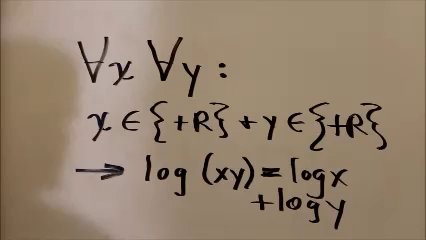 ∀x ∀y :
x ∈ {+R} + y ∈ {+R}
→ log (xy) = log x
+ log y